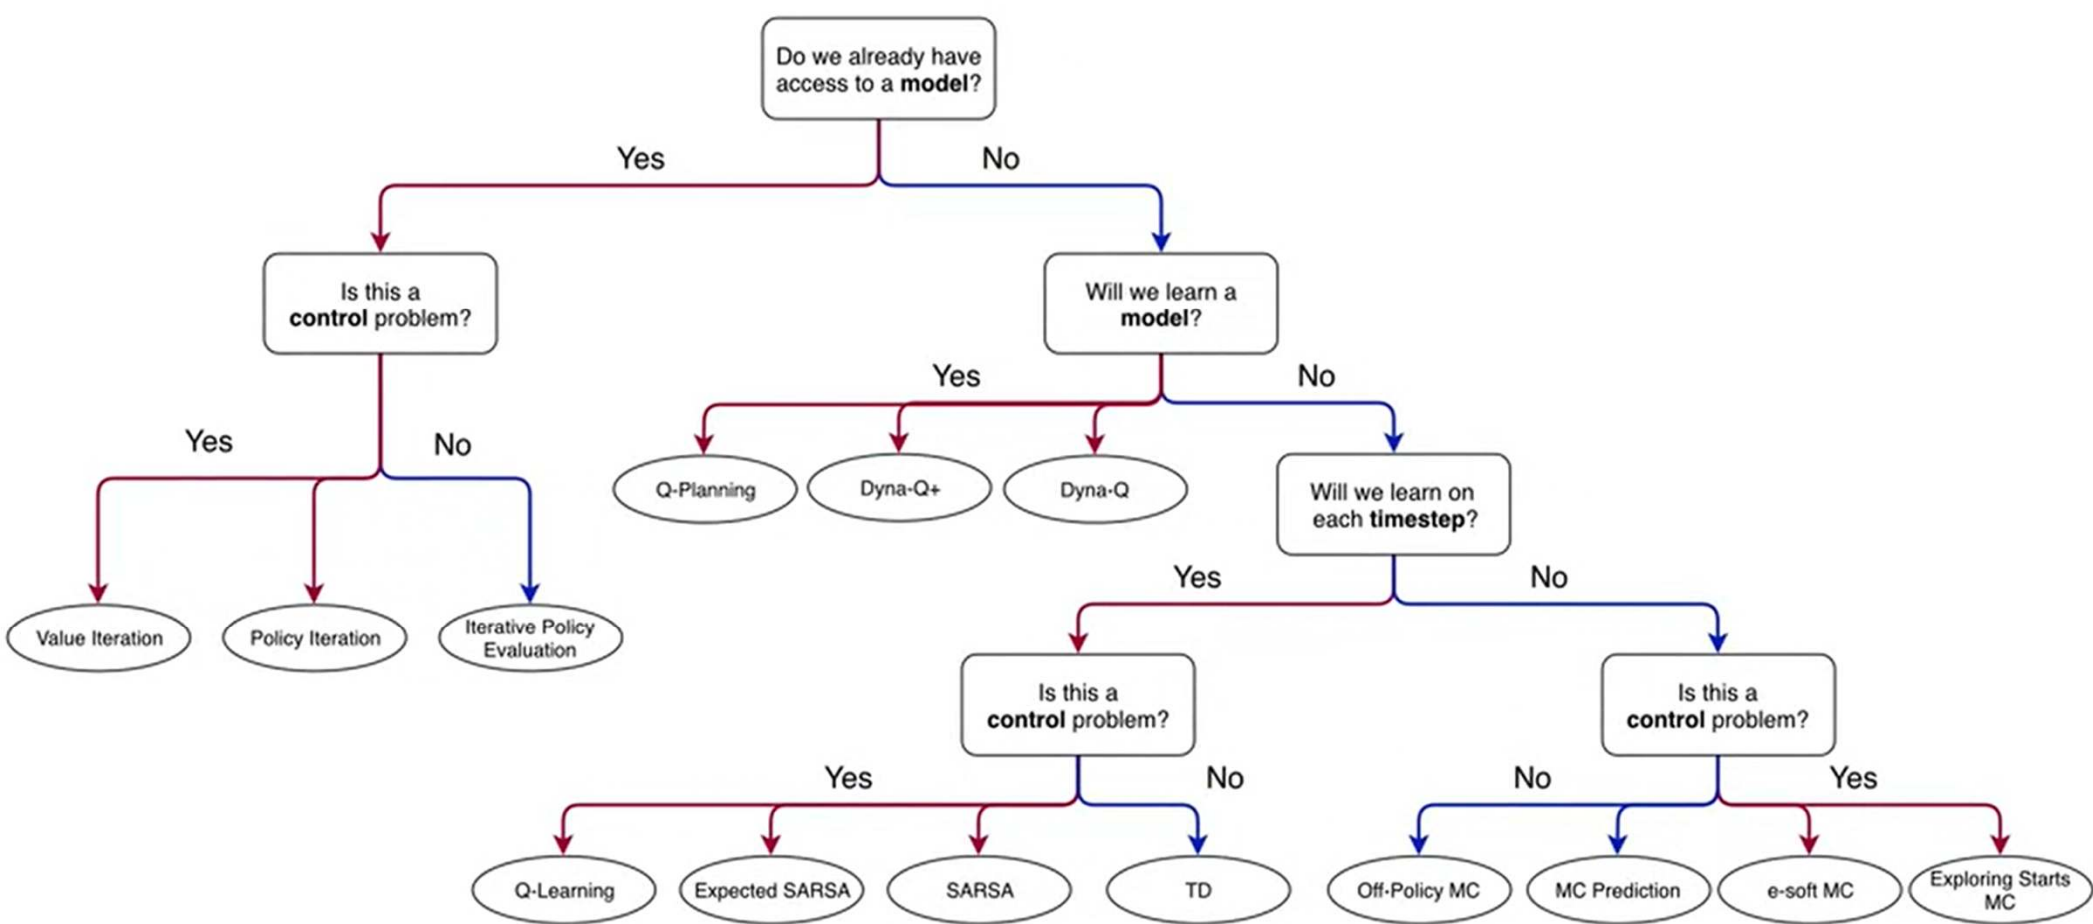 Do we already have
access to a model?
Yes
No
Is this a
control problem?
Will we learn a
model?
Yes
No
Yes
No
Q-Planning
Dyna-Q+
Dyna-Q
Will we learn on
each timestep?
Yes
No
Value Iteration
Policy Iteration
Iterative Policy
Evaluation
Is this a
control problem?
Is this a
control problem?
Yes
No
No
Yes
Q-Learning
Expected SARSA
SARSA
TD
Off-Policy MC
MC Prediction
e-soft MC
Exploring Starts
MC